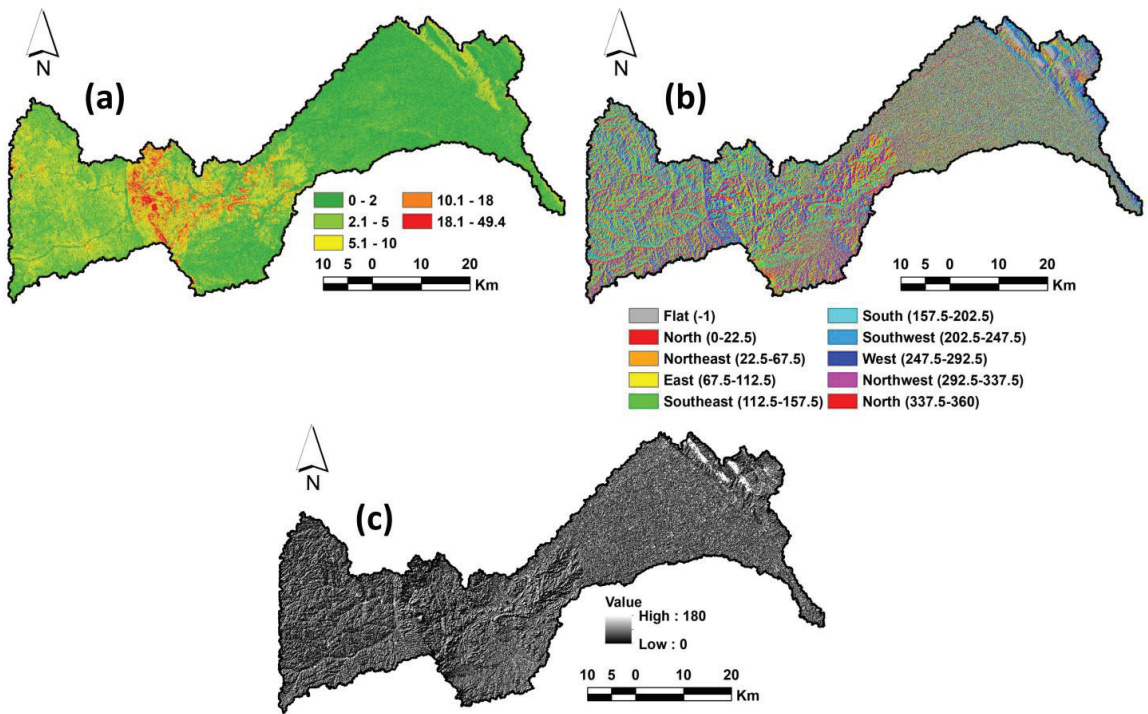 N
(a)
0 - 2
2.1 - 5
5.1 - 10
10.1 - 18
18.1 - 49.4
10 5 0 10 20
Km
N
(b)
10 5 0 10 20
Km
Flat (-1)
North (0-22.5)
Northeast (22.5-67.5)
East (67.5-112.5)
Southeast (112.5-157.5)
South (157.5-202.5)
Southwest (202.5-247.5)
West (247.5-292.5)
Northwest (292.5-337.5)
North (337.5-360)
N
(c)
Value
High : 180
Low : 0
10 5 0 10 20
Km